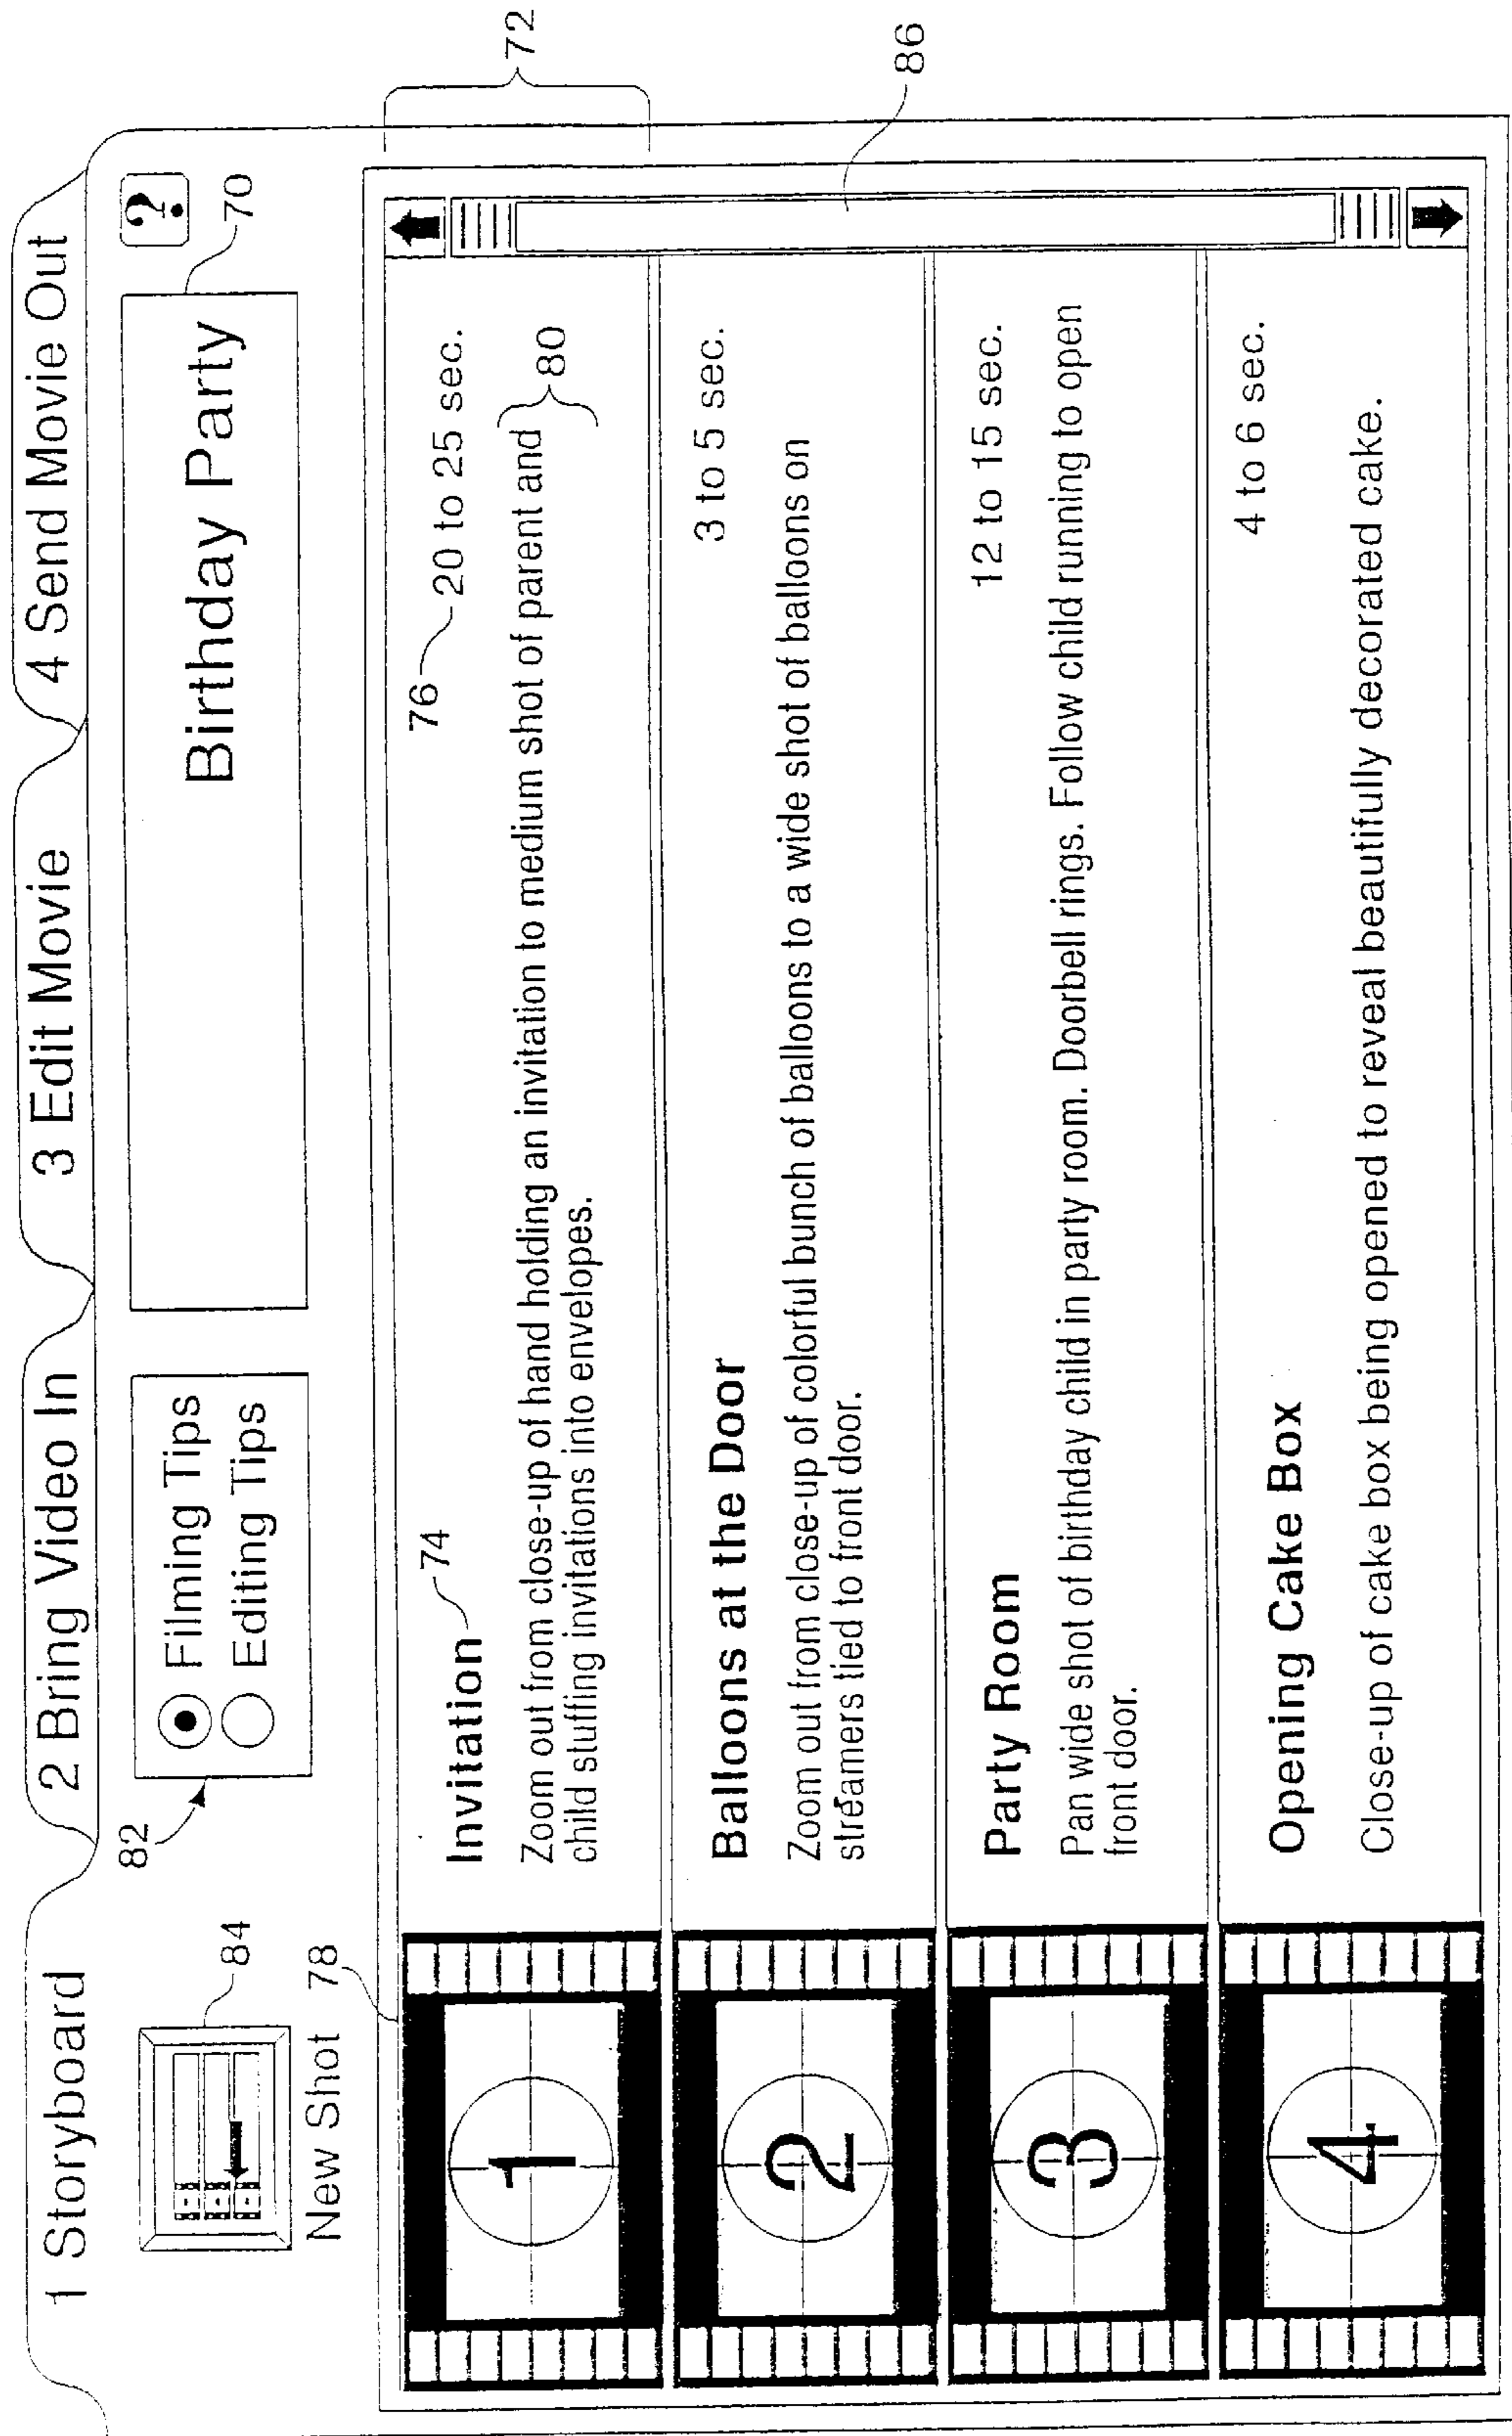 1 Storyboard
2 Bring Video In
3 Edit Movie
4 Send Movie Out
84
New Shot
82
Filming Tips
Editing Tips
Birthday Party
?
70
78
72
1
Invitation
74
76
20 to 25 sec.
Zoom out from close-up of hand holding an invitation to medium shot of parent and
child stuffing invitations into envelopes.
80
2
Balloons at the Door
3 to 5 sec.
Zoom out from close-up of colorful bunch of balloons to a wide shot of balloons on
streamers tied to front door.
86
3
Party Room
12 to 15 sec.
Pan wide shot of birthday child in party room. Doorbell rings. Follow child running to open
front door.
4
Opening Cake Box
4 to 6 sec.
Close-up of cake box being opened to reveal beautifully decorated cake.